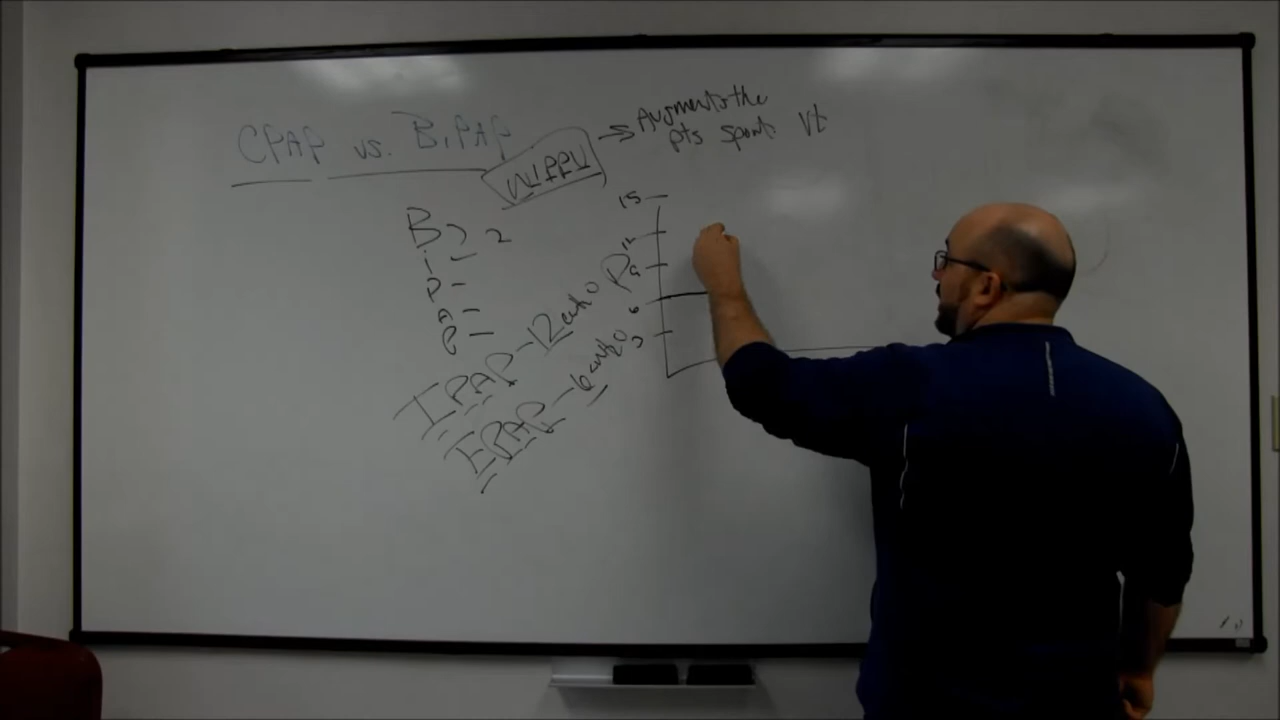 CPAP vs. BiPAP
NIPPV
→ Augments the
pts spont. Vt
B
i
P
A
P
2
IPAP - 12 cmH2O
EPAP - 6 cmH2O
P
15
12
9
6
3